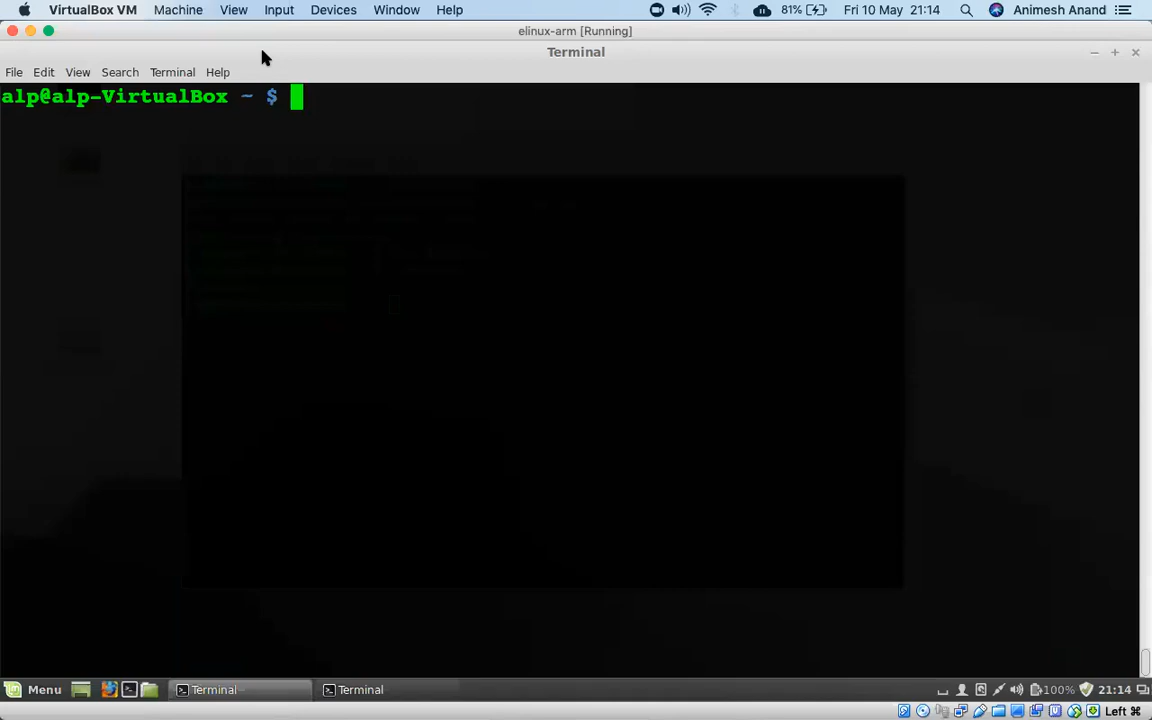 VirtualBox VM Machine View Input Devices Window Help 81% Fri 10 May 21:14 Animesh Anand
elinux-arm [Running]
Terminal
File Edit View Search Terminal Help
alp@alp-VirtualBox ~ $
Menu Terminal Terminal 100% 21:14
Left ⌘